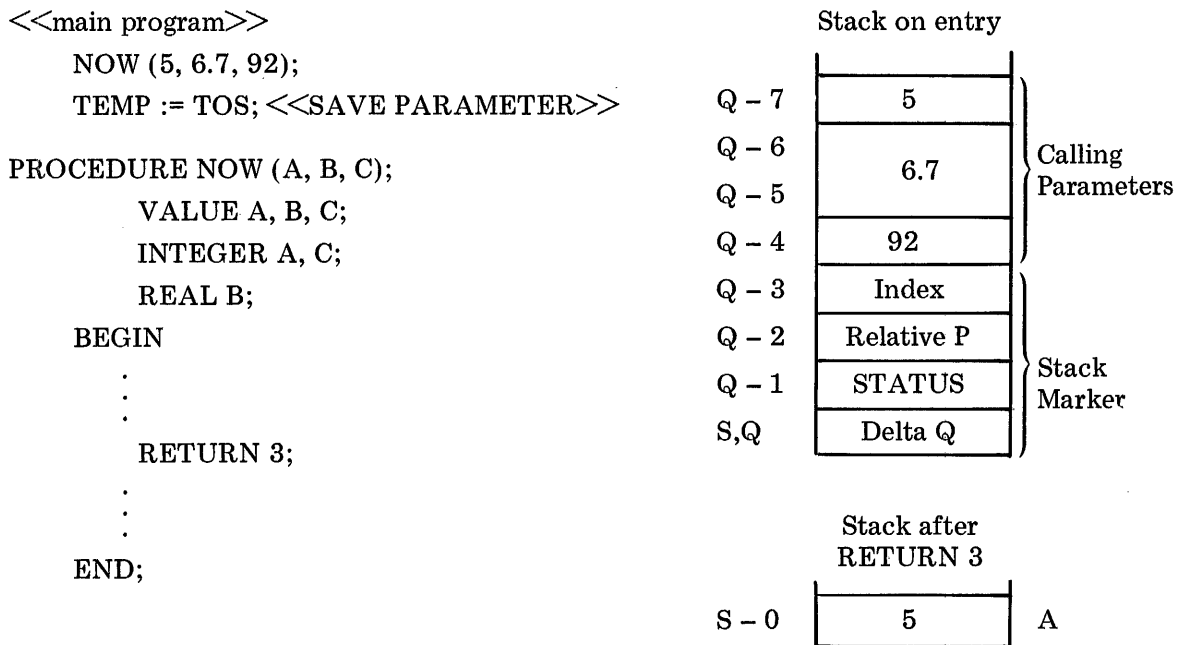 <<main program>>
NOW (5, 6.7, 92);
TEMP := TOS; <<SAVE PARAMETER>>
PROCEDURE NOW (A, B, C);
VALUE A, B, C;
INTEGER A, C;
REAL B;
BEGIN
.
.
.
RETURN 3;
.
.
.
END;
Stack on entry
Q – 7 5
Q – 6
6.7
Q – 5
Q – 4 92
Calling
Parameters
Q – 3 Index
Q – 2 Relative P
Q – 1 STATUS
S,Q Delta Q
Stack
Marker
Stack after
RETURN 3
S – 0 5 A